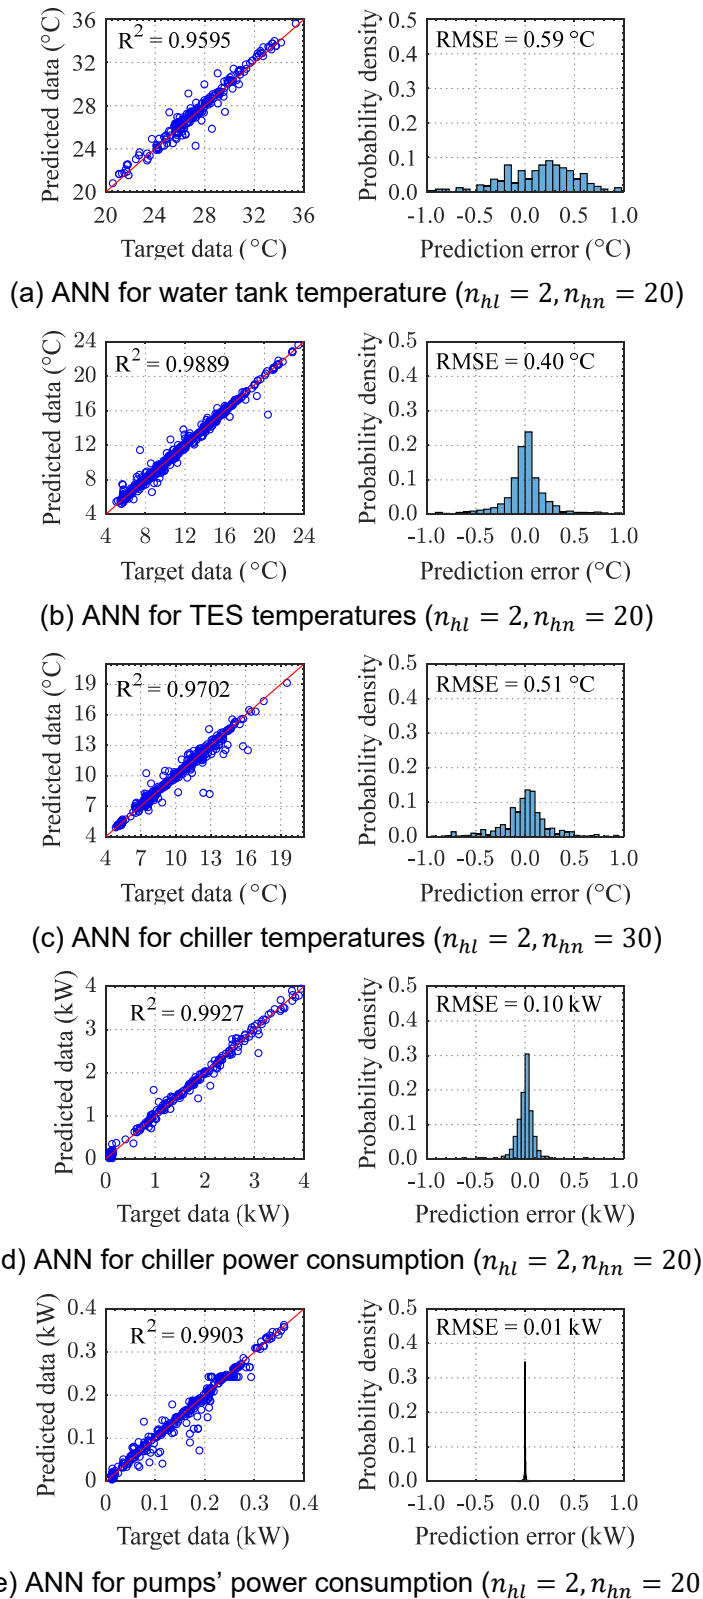 R² = 0.9595
Predicted data (°C)
36
32
28
24
20
20 24 28 32 36
Target data (°C)
RMSE = 0.59 °C
Probability density
0.5
0.4
0.3
0.2
0.1
0.0
-1.0 -0.5 0.0 0.5 1.0
Prediction error (°C)
(a) ANN for water tank temperature (n_hl = 2, n_hn = 20)
R² = 0.9889
Predicted data (°C)
24
20
16
12
8
4
4 8 12 16 20 24
Target data (°C)
RMSE = 0.40 °C
Probability density
0.5
0.4
0.3
0.2
0.1
0.0
-1.0 -0.5 0.0 0.5 1.0
Prediction error (°C)
(b) ANN for TES temperatures (n_hl = 2, n_hn = 20)
R² = 0.9702
Predicted data (°C)
19
16
13
10
7
4
4 7 10 13 16 19
Target data (°C)
RMSE = 0.51 °C
Probability density
0.5
0.4
0.3
0.2
0.1
0.0
-1.0 -0.5 0.0 0.5 1.0
Prediction error (°C)
(c) ANN for chiller temperatures (n_hl = 2, n_hn = 30)
R² = 0.9927
Predicted data (kW)
4
3
2
1
0
0 1 2 3 4
Target data (kW)
RMSE = 0.10 kW
Probability density
0.5
0.4
0.3
0.2
0.1
0.0
-1.0 -0.5 0.0 0.5 1.0
Prediction error (kW)
d) ANN for chiller power consumption (n_hl = 2, n_hn = 20)
R² = 0.9903
Predicted data (kW)
0.4
0.3
0.2
0.1
0
0 0.1 0.2 0.3 0.4
Target data (kW)
RMSE = 0.01 kW
Probability density
0.5
0.4
0.3
0.2
0.1
0.0
-1.0 -0.5 0.0 0.5 1.0
Prediction error (kW)
e) ANN for pumps' power consumption (n_hl = 2, n_hn = 20